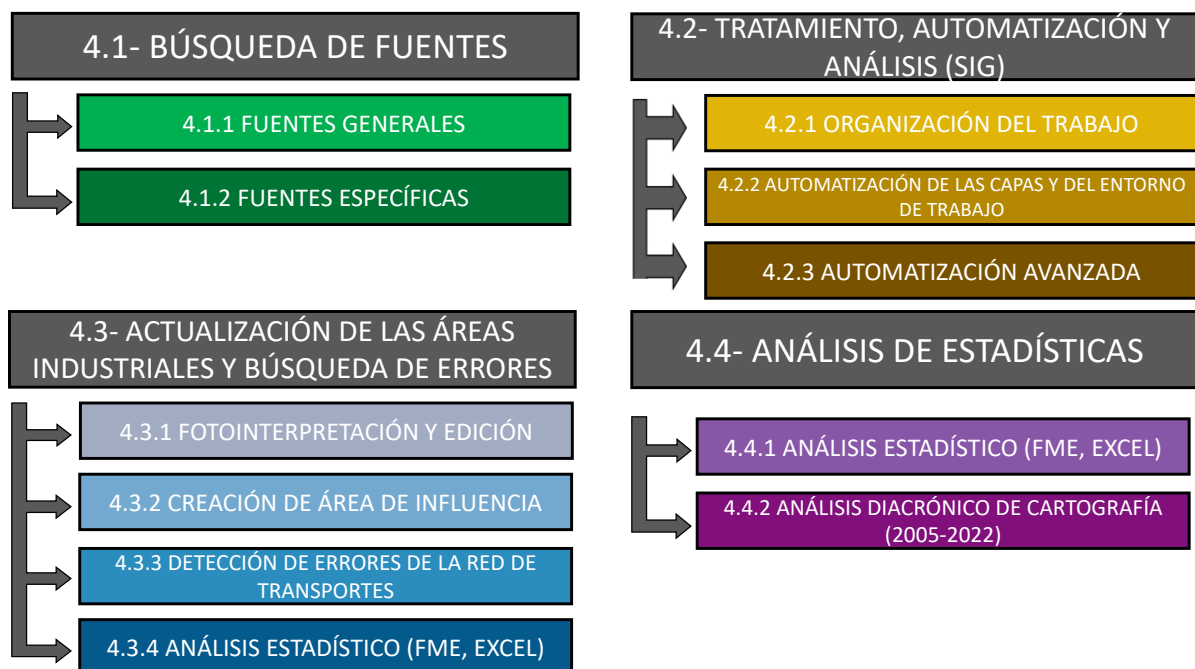 4.1- BÚSQUEDA DE FUENTES
4.1.1 FUENTES GENERALES
4.1.2 FUENTES ESPECÍFICAS
4.2- TRATAMIENTO, AUTOMATIZACIÓN Y
ANÁLISIS (SIG)
4.2.1 ORGANIZACIÓN DEL TRABAJO
4.2.2 AUTOMATIZACIÓN DE LAS CAPAS Y DEL ENTORNO
DE TRABAJO
4.2.3 AUTOMATIZACIÓN AVANZADA
4.3- ACTUALIZACIÓN DE LAS ÁREAS
INDUSTRIALES Y BÚSQUEDA DE ERRORES
4.3.1 FOTOINTERPRETACIÓN Y EDICIÓN
4.3.2 CREACIÓN DE ÁREA DE INFLUENCIA
4.3.3 DETECCIÓN DE ERRORES DE LA RED DE
TRANSPORTES
4.3.4 ANÁLISIS ESTADÍSTICO (FME, EXCEL)
4.4- ANÁLISIS DE ESTADÍSTICAS
4.4.1 ANÁLISIS ESTADÍSTICO (FME, EXCEL)
4.4.2 ANÁLISIS DIACRÓNICO DE CARTOGRAFÍA
(2005-2022)